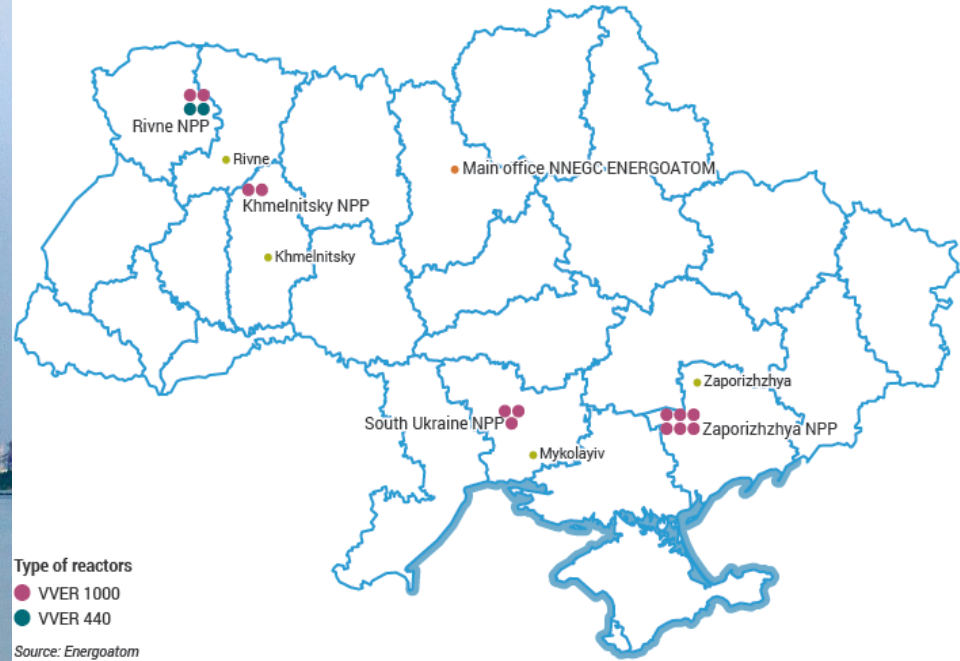 Rivne NPP
Rivne
Main office NNEGC ENERGOATOM
Khmelnitsky NPP
Khmelnitsky
Zaporizhzhya
South Ukraine NPP
Zaporizhzhya NPP
Mykolayiv
Type of reactors
VVER 1000
VVER 440
Source: Energoatom